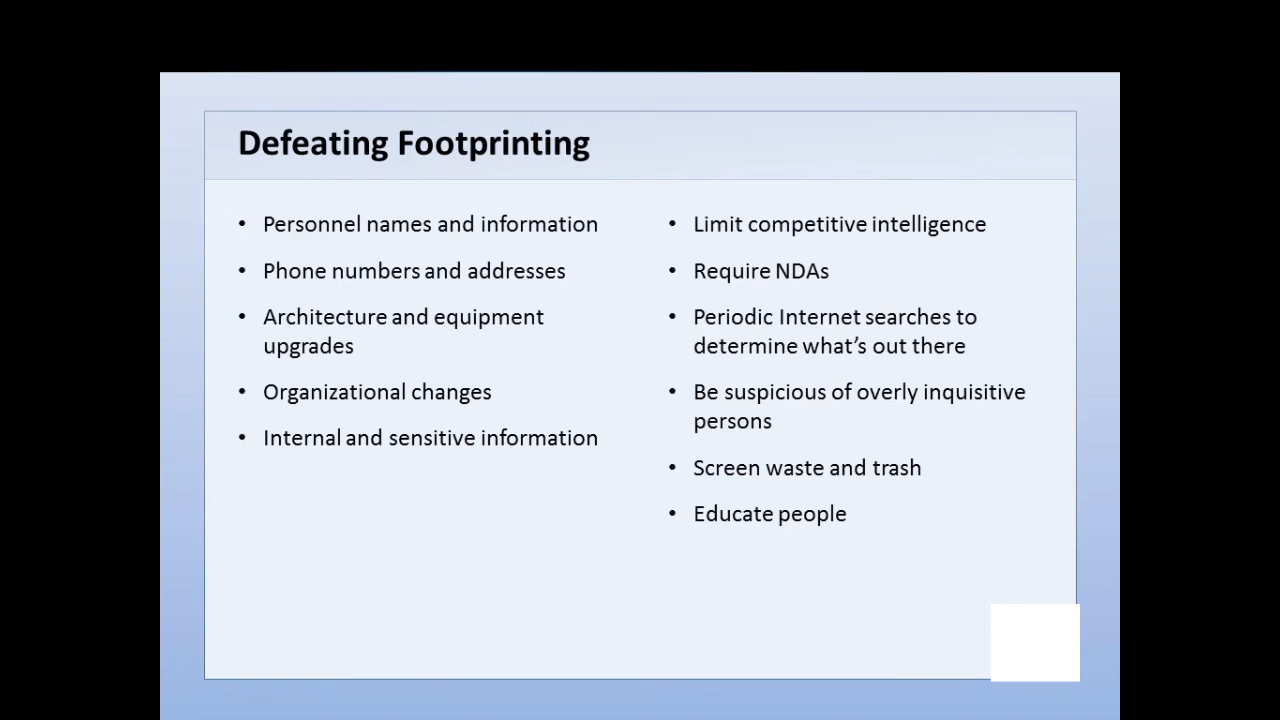 Defeating Footprinting
• Personnel names and information
• Phone numbers and addresses
• Architecture and equipment
upgrades
• Organizational changes
• Internal and sensitive information
• Limit competitive intelligence
• Require NDAs
• Periodic Internet searches to
determine what’s out there
• Be suspicious of overly inquisitive
persons
• Screen waste and trash
• Educate people